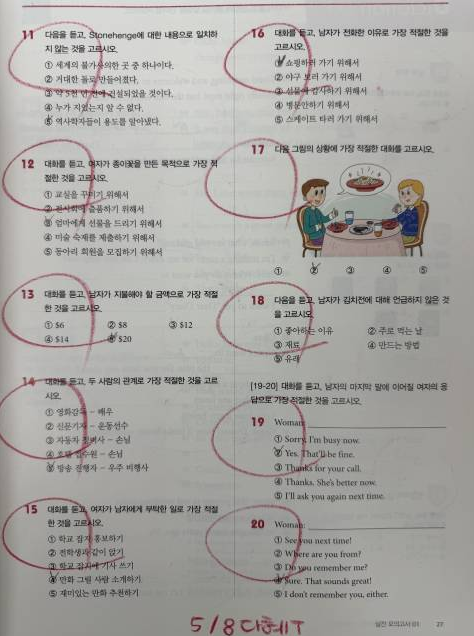 11 다음을 듣고, Stonehenge에 대한 내용으로 일치하
지 않는 것을 고르시오.
① 세계의 불가사의한 곳 중 하나이다.
② 거대한 돌로 만들어졌다.
③ 약 5천 년 전에 건설되었을 것이다.
④ 누가 지었는지 알 수 없다.
⑤ 역사학자들이 용도를 알아냈다.
12 대화를 듣고, 여자가 종이꽃을 만든 목적으로 가장 적
절한 것을 고르시오.
① 교실을 꾸미기 위해서
② 전시회에 출품하기 위해서
③ 엄마에게 선물을 드리기 위해서
④ 미술 숙제를 제출하기 위해서
⑤ 동아리 회원을 모집하기 위해서
13 대화를 듣고, 남자가 지불해야 할 금액으로 가장 적절
한 것을 고르시오.
① $6 ② $8 ③ $12
④ $14 ⑤ $20
14 대화를 듣고, 두 사람의 관계로 가장 적절한 것을 고르
시오.
① 영화감독 – 배우
② 신문기자 – 운동선수
③ 자동차 정비사 – 손님
④ 호텔 접수원 – 손님
⑤ 방송 진행자 – 우주 비행사
15 대화를 듣고, 여자가 남자에게 부탁한 일로 가장 적절
한 것을 고르시오.
① 학교 잡지 홍보하기
② 전학생과 같이 앉기
③ 학교 잡지에 기사 쓰기
④ 만화 그릴 사람 소개하기
⑤ 재미있는 만화 추천하기
16 대화를 듣고, 남자가 전화한 이유로 가장 적절한 것을
고르시오.
① 쇼핑하러 가기 위해서
② 야구 보러 가기 위해서
③ 선물에 감사하기 위해서
④ 병문안하기 위해서
⑤ 스케이트 타러 가기 위해서
17 다음 그림의 상황에 가장 적절한 대화를 고르시오.
① ② ③ ④ ⑤
18 다음을 듣고, 남자가 김치전에 대해 언급하지 않은 것
을 고르시오.
① 좋아하는 이유 ② 주로 먹는 날
③ 재료 ④ 만드는 방법
⑤ 유래
[19-20] 대화를 듣고, 남자의 마지막 말에 이어질 여자의 응
답으로 가장 적절한 것을 고르시오.
19 Woman:
① Sorry, I'm busy now.
② Yes. That'll be fine.
③ Thanks for your call.
④ Thanks. She's better now.
⑤ I'll ask you again next time.
20 Woman:
① See you next time!
② Where are you from?
③ Do you remember me?
④ Sure. That sounds great!
⑤ I don't remember you, either.
실전 모의고사 01 27
5/8